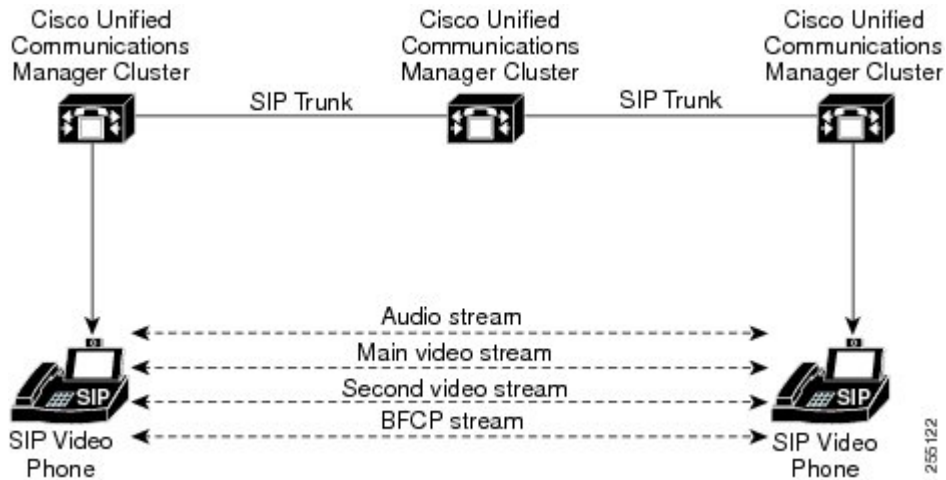 Cisco Unified
Communications
Manager Cluster
Cisco Unified
Communications
Manager Cluster
Cisco Unified
Communications
Manager Cluster
SIP Trunk
SIP Trunk
Audio stream
Main video stream
Second video stream
BFCP stream
SIP
SIP Video
Phone
SIP
SIP Video
Phone
255122